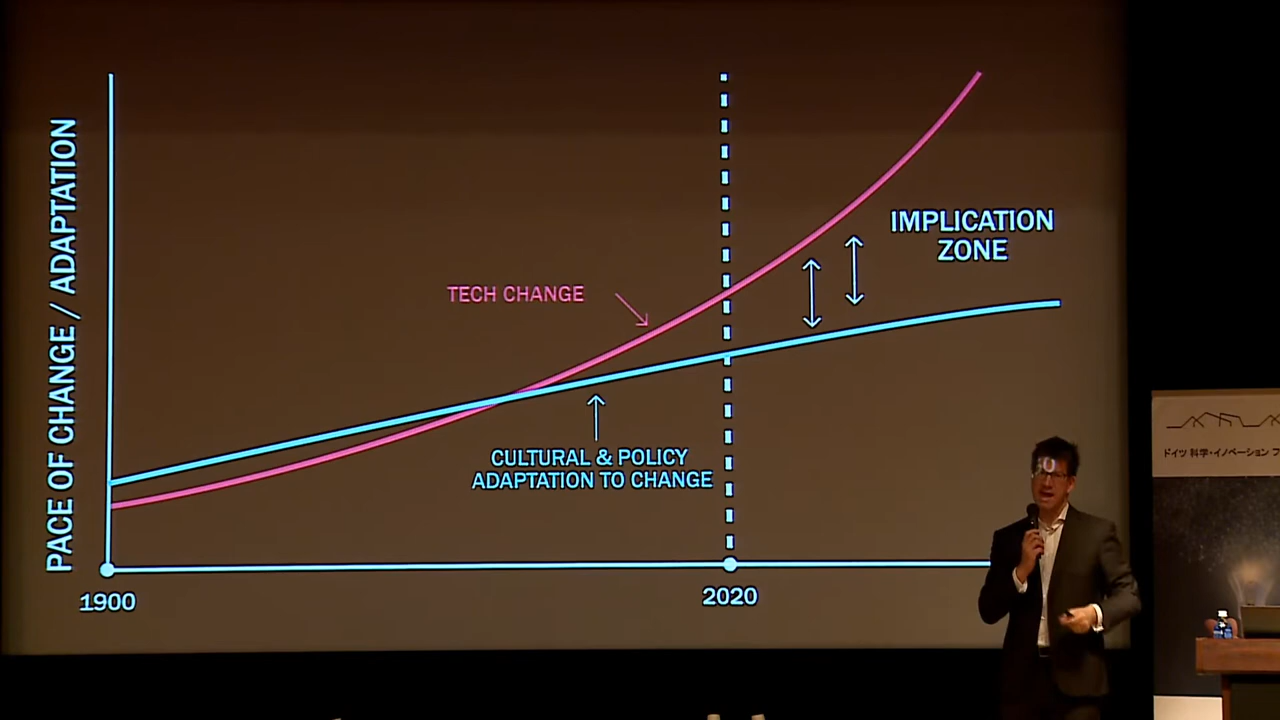 PACE OF CHANGE / ADAPTATION
TECH CHANGE
IMPLICATION
ZONE
CULTURAL & POLICY
ADAPTATION TO CHANGE
1900
2020
ドイツ 科学・イノベーション